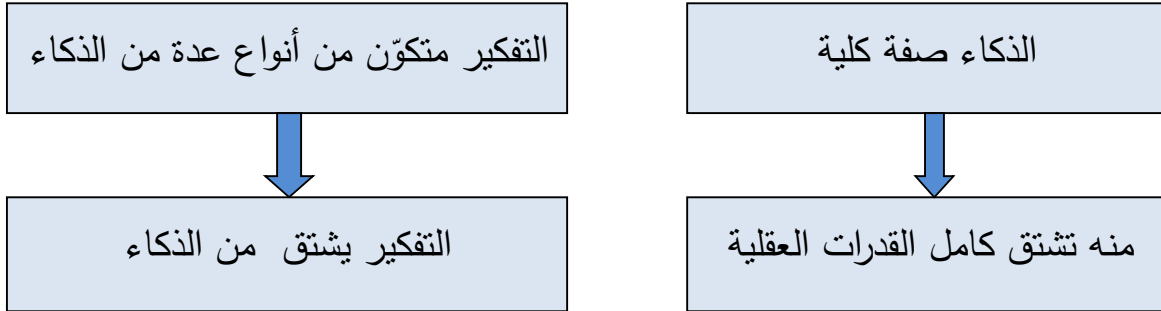 الذكاء صفة كلية
التفكير متكوّن من أنواع عدة من الذكاء
منه تشتق كامل القدرات العقلية
التفكير يشتق من الذكاء